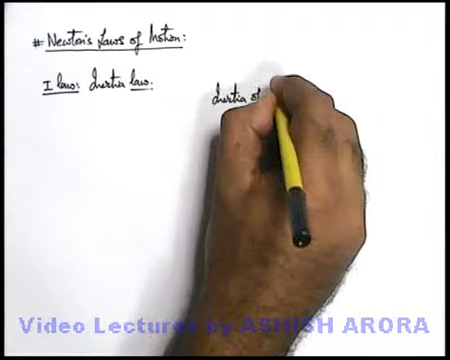 # Newton's Laws of Motion:
I law: Inertia law:
Inertia of
Video Lectures by ASHISH ARORA